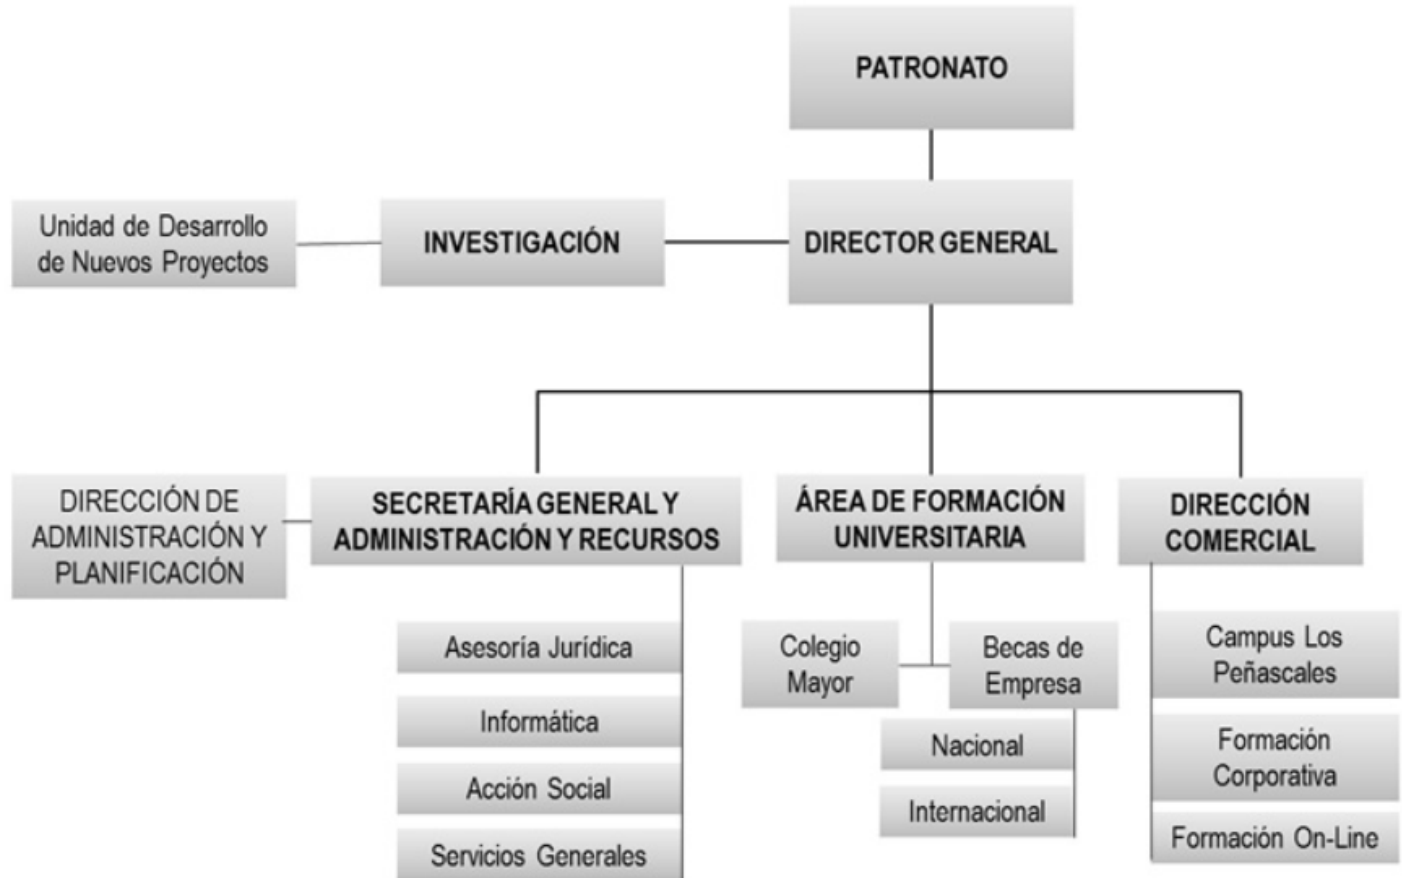 PATRONATO
Unidad de Desarrollo
de Nuevos Proyectos
INVESTIGACIÓN
DIRECTOR GENERAL
DIRECCIÓN DE
ADMINISTRACIÓN Y
PLANIFICACIÓN
SECRETARÍA GENERAL Y
ADMINISTRACIÓN Y RECURSOS
ÁREA DE FORMACIÓN
UNIVERSITARIA
DIRECCIÓN
COMERCIAL
Asesoría Jurídica
Informática
Acción Social
Servicios Generales
Colegio
Mayor
Becas de
Empresa
Nacional
Internacional
Campus Los
Peñascales
Formación
Corporativa
Formación On-Line